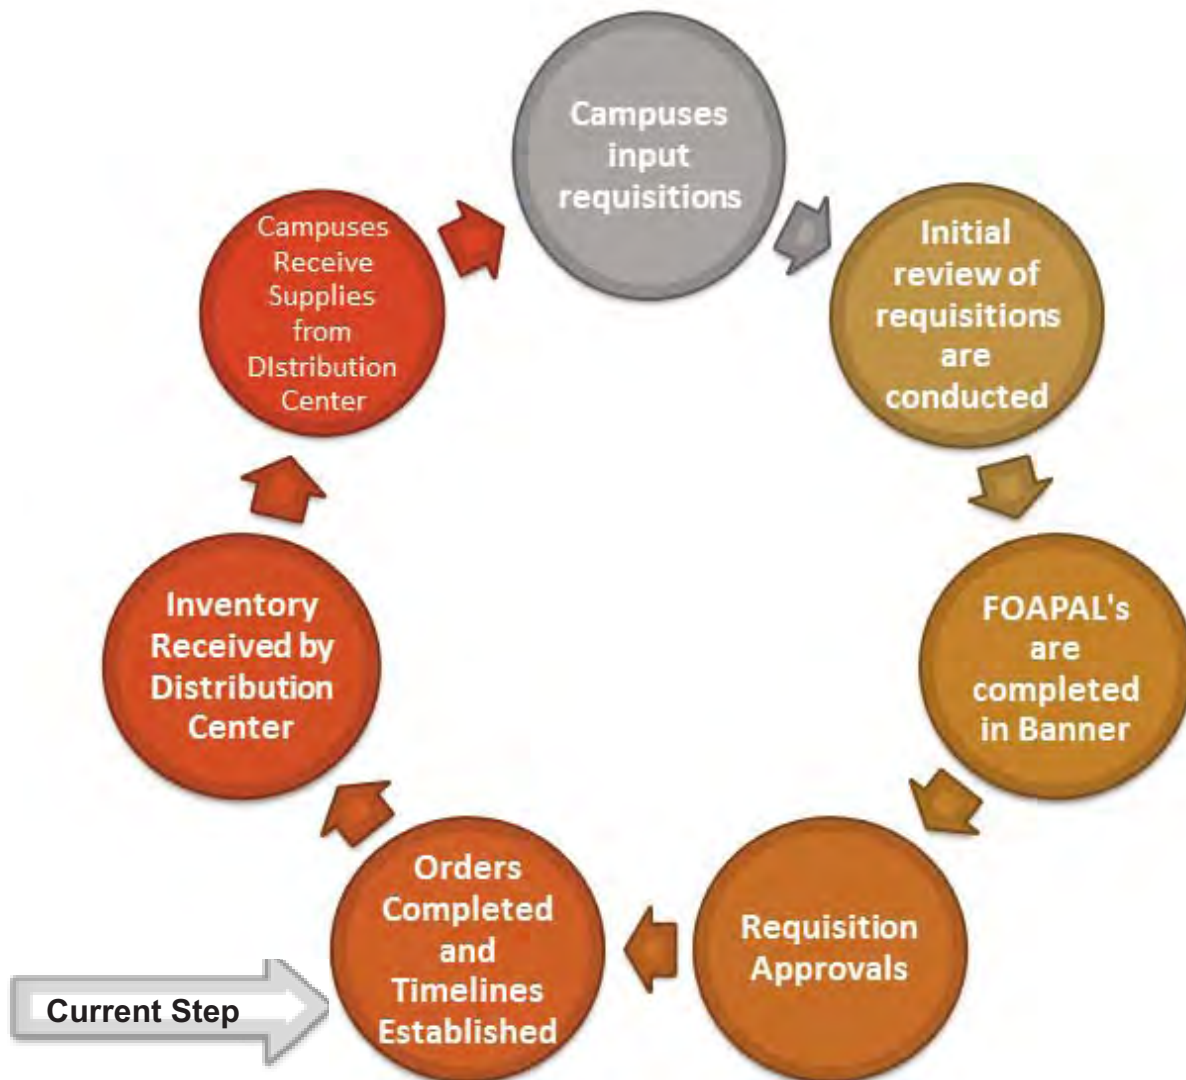 Campuses
input
requisitions
Initial
review of
requisitions
are
conducted
FOAPAL's
are
completed
in Banner
Requisition
Approvals
Orders
Completed
and
Timelines
Established
Current Step
Inventory
Received by
Distribution
Center
Campuses
Receive
Supplies
from
DIstribution
Center